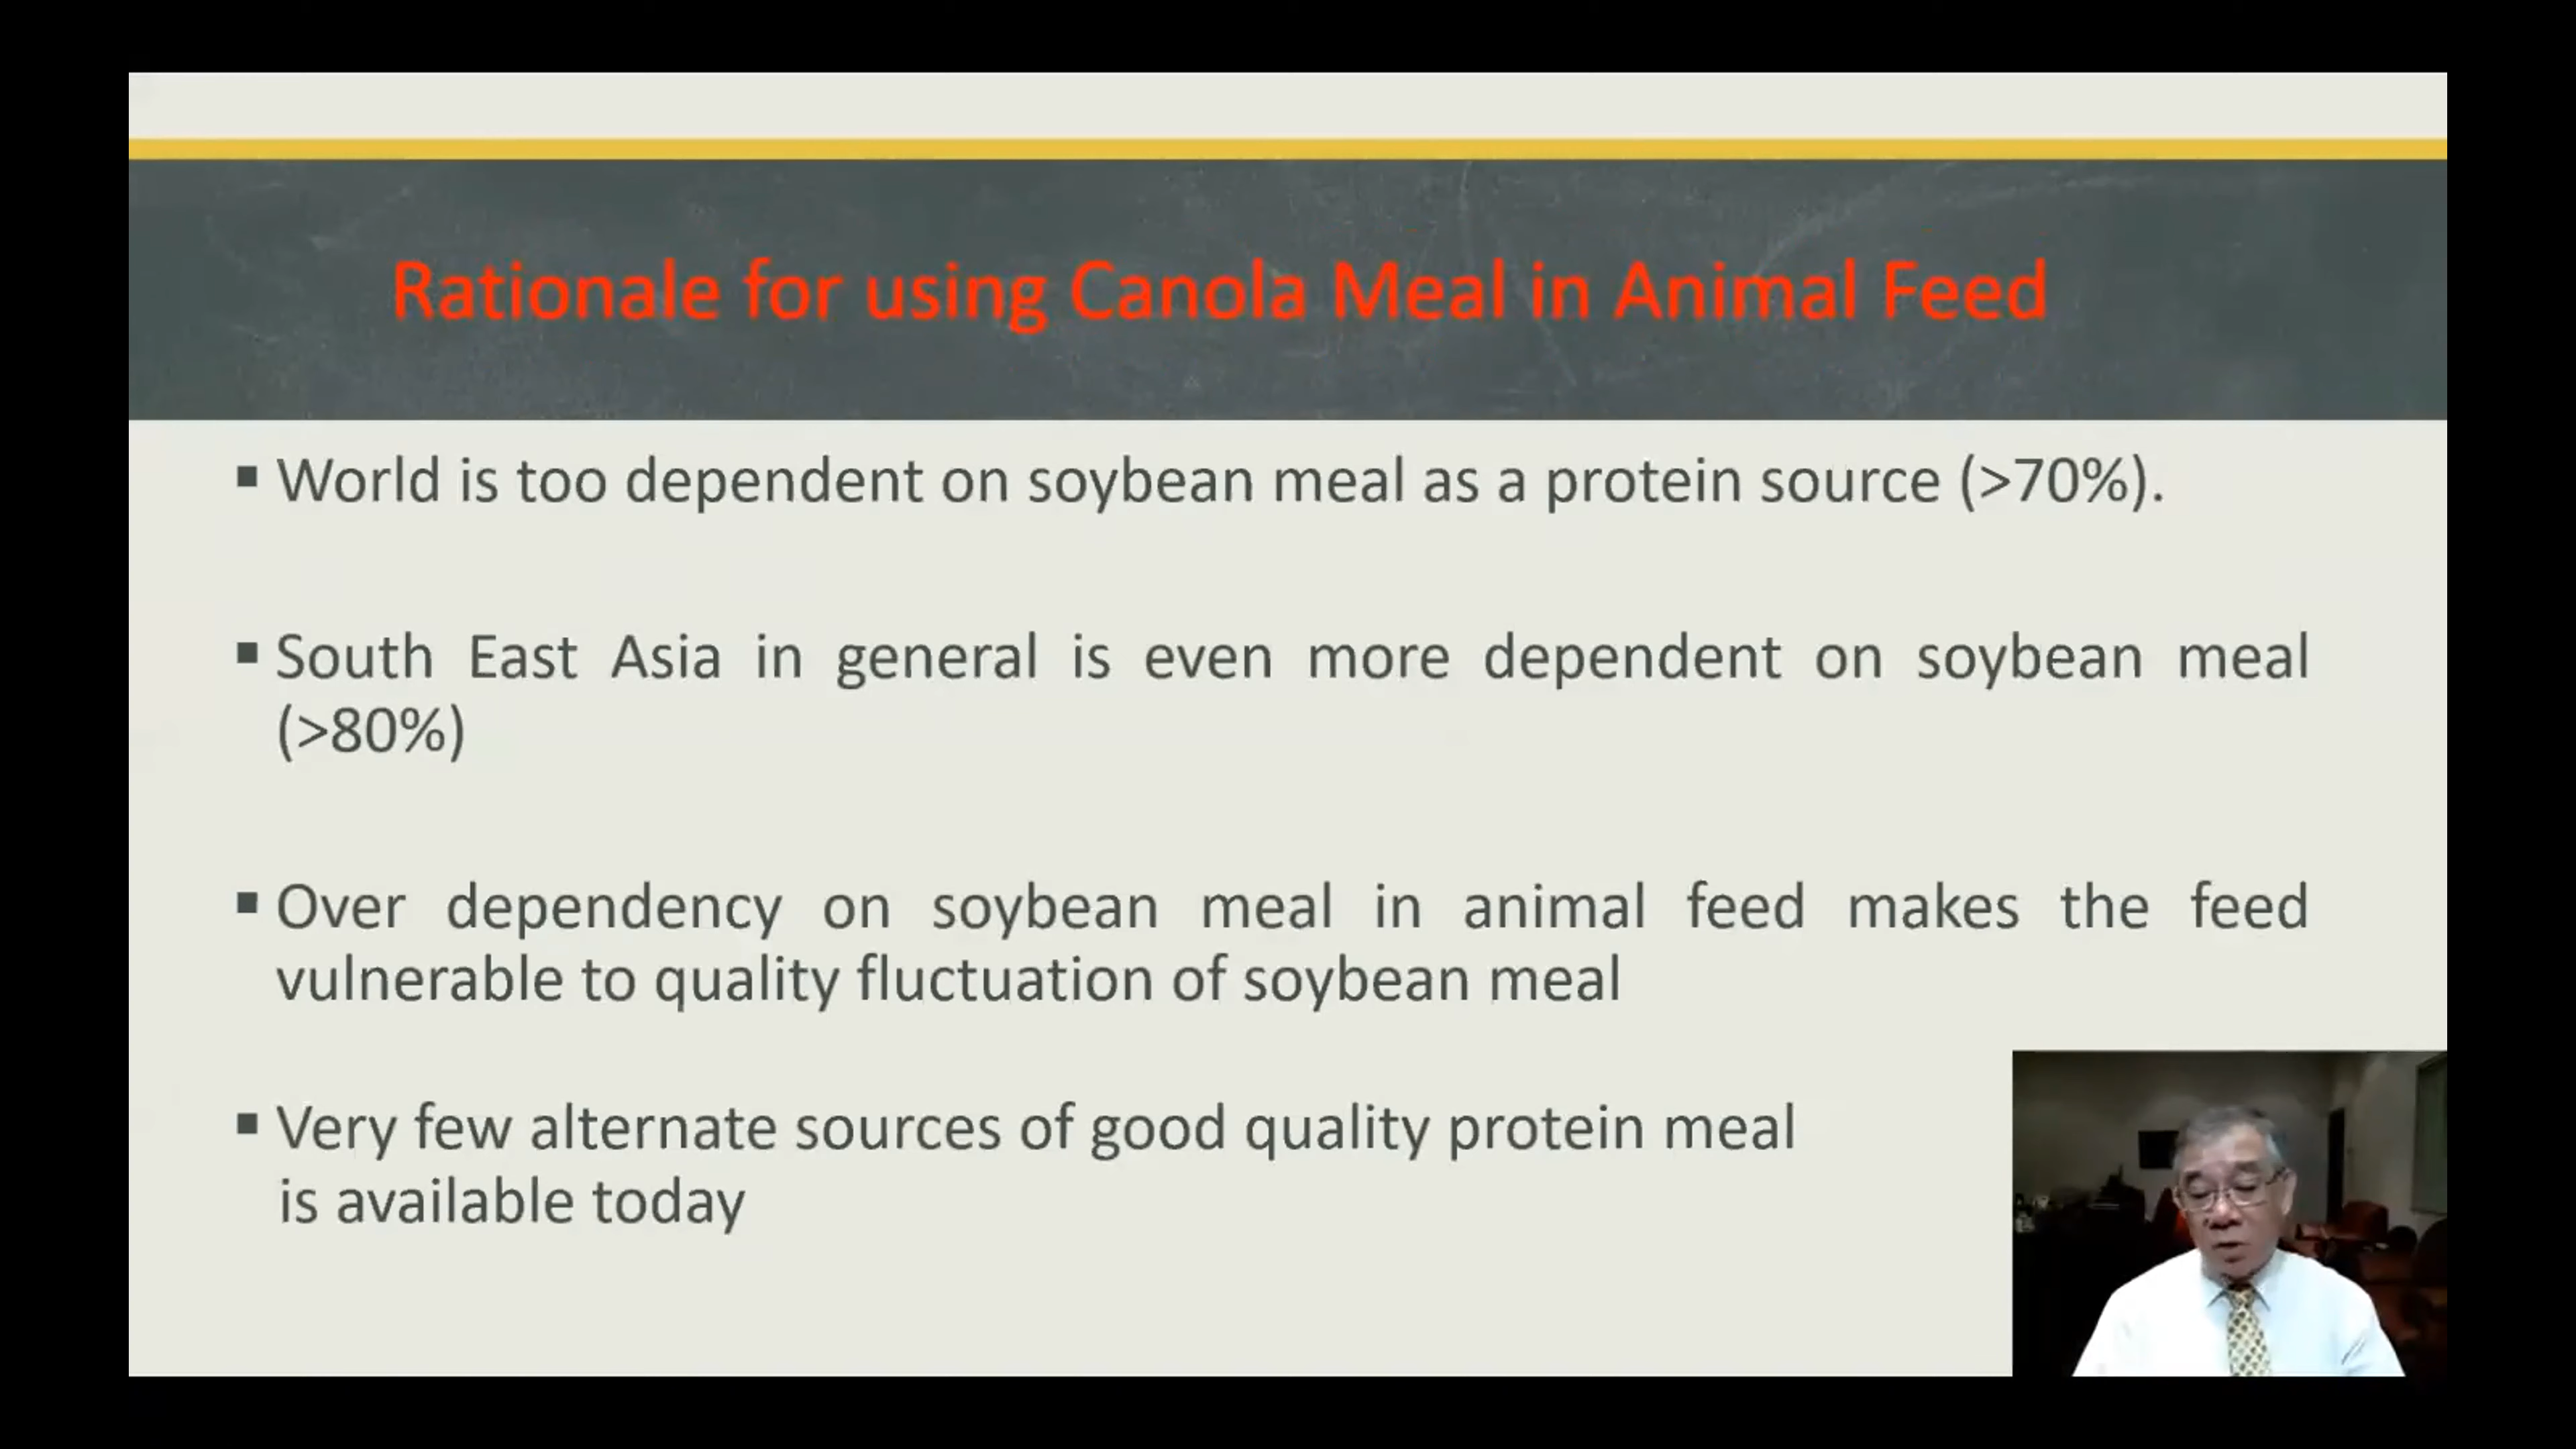 Rationale for using Canola Meal in Animal Feed
▪ World is too dependent on soybean meal as a protein source (>70%).
▪ South East Asia in general is even more dependent on soybean meal
(>80%)
▪ Over dependency on soybean meal in animal feed makes the feed
vulnerable to quality fluctuation of soybean meal
▪ Very few alternate sources of good quality protein meal
is available today